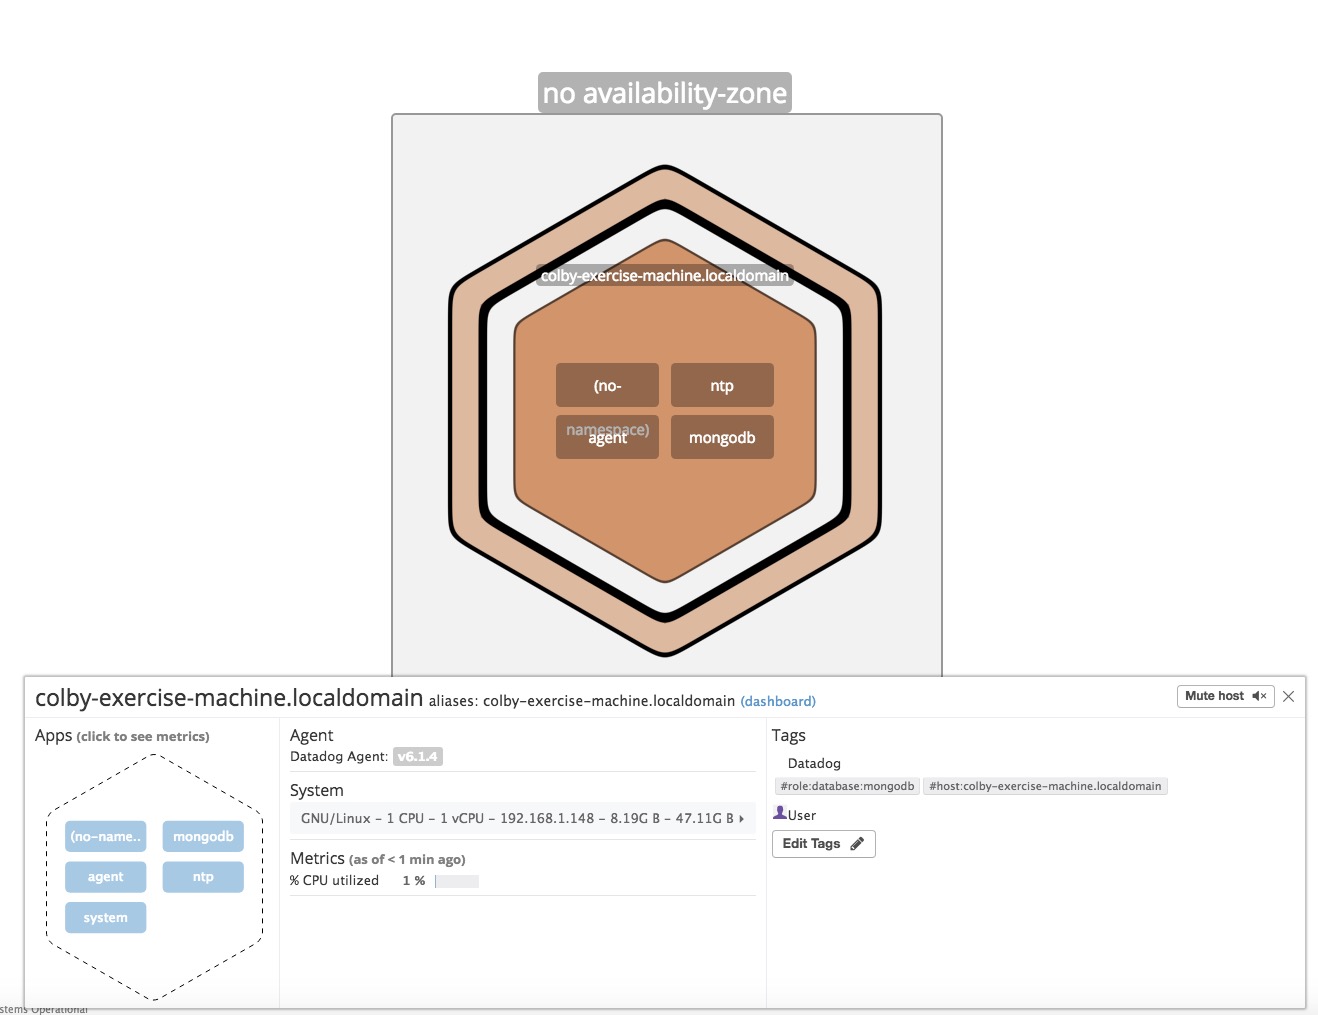 no availability-zone
colby-exercise-machine.localdomain
(no-
namespace)
ntp
agent
mongodb
colby-exercise-machine.localdomain aliases: colby-exercise-machine.localdomain (dashboard)
Mute host
Apps (click to see metrics)
(no-name..
mongodb
agent
ntp
system
Agent
Datadog Agent: v6.1.4
System
GNU/Linux - 1 CPU - 1 vCPU - 192.168.1.148 - 8.19G B - 47.11G B
Metrics (as of < 1 min ago)
% CPU utilized 1 %
Tags
Datadog
#role:database:mongodb #host:colby-exercise-machine.localdomain
User
Edit Tags
stems Operational